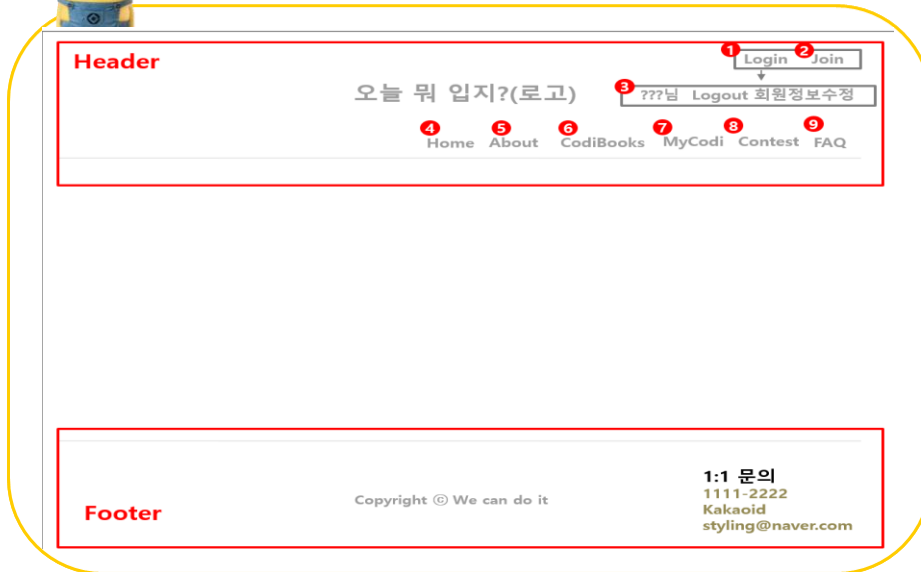 Header
1 Login 2 Join
오늘 뭐 입지?(로고)
3 ???님 Logout 회원정보수정
4 Home 5 About 6 CodiBooks 7 MyCodi 8 Contest 9 FAQ
Footer
Copyright ⓒ We can do it
1:1 문의
1111-2222
Kakaoid
styling@naver.com